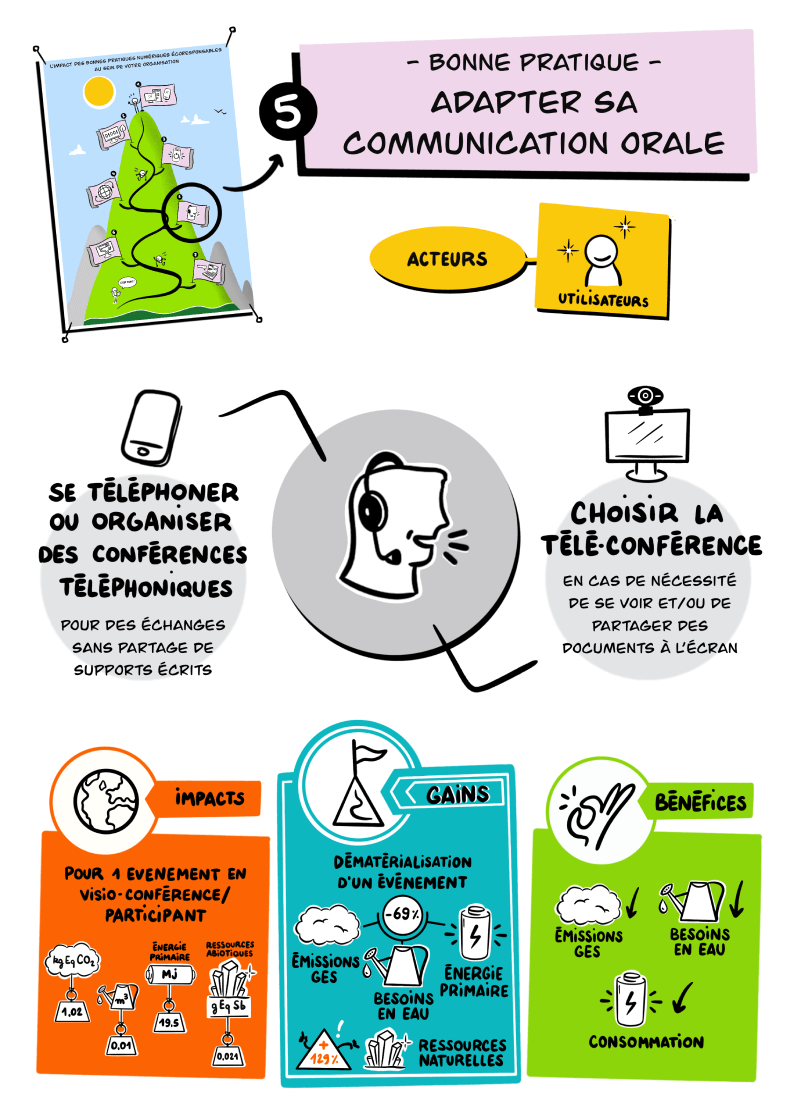 L'IMPACT DES BONNES PRATIQUES NUMÉRIQUES ÉCORESPONSABLES
AU SEIN DE VOTRE ORGANISATION
5
- BONNE PRATIQUE -
ADAPTER SA
COMMUNICATION ORALE
ACTEURS
UTILISATEURS
SE TÉLÉPHONER
OU ORGANISER
DES CONFÉRENCES
TÉLÉPHONIQUES
POUR DES ÉCHANGES
SANS PARTAGE DE
SUPPORTS ÉCRITS
CHOISIR LA
TÉLÉ-CONFÉRENCE
EN CAS DE NÉCESSITÉ
DE SE VOIR ET/OU DE
PARTAGER DES
DOCUMENTS À L'ÉCRAN
IMPACTS
POUR 1 EVENEMENT EN
VISIO-CONFÉRENCE/
PARTICIPANT
kg Eq CO2
1,02
m³
0,01
ÉNERGIE
PRIMAIRE
MJ
19.5
RESSOURCES
ABIOTIQUES
g Eq Sb
0,021
GAINS
DÉMATÉRIALISATION
D'UN ÉVÉNEMENT
-69%
ÉMISSIONS
GES
BESOINS
EN EAU
ÉNERGIE
PRIMAIRE
+
129%
!
RESSOURCES
NATURELLES
BÉNÉFICES
ÉMISSIONS
GES
BESOINS
EN EAU
CONSOMMATION